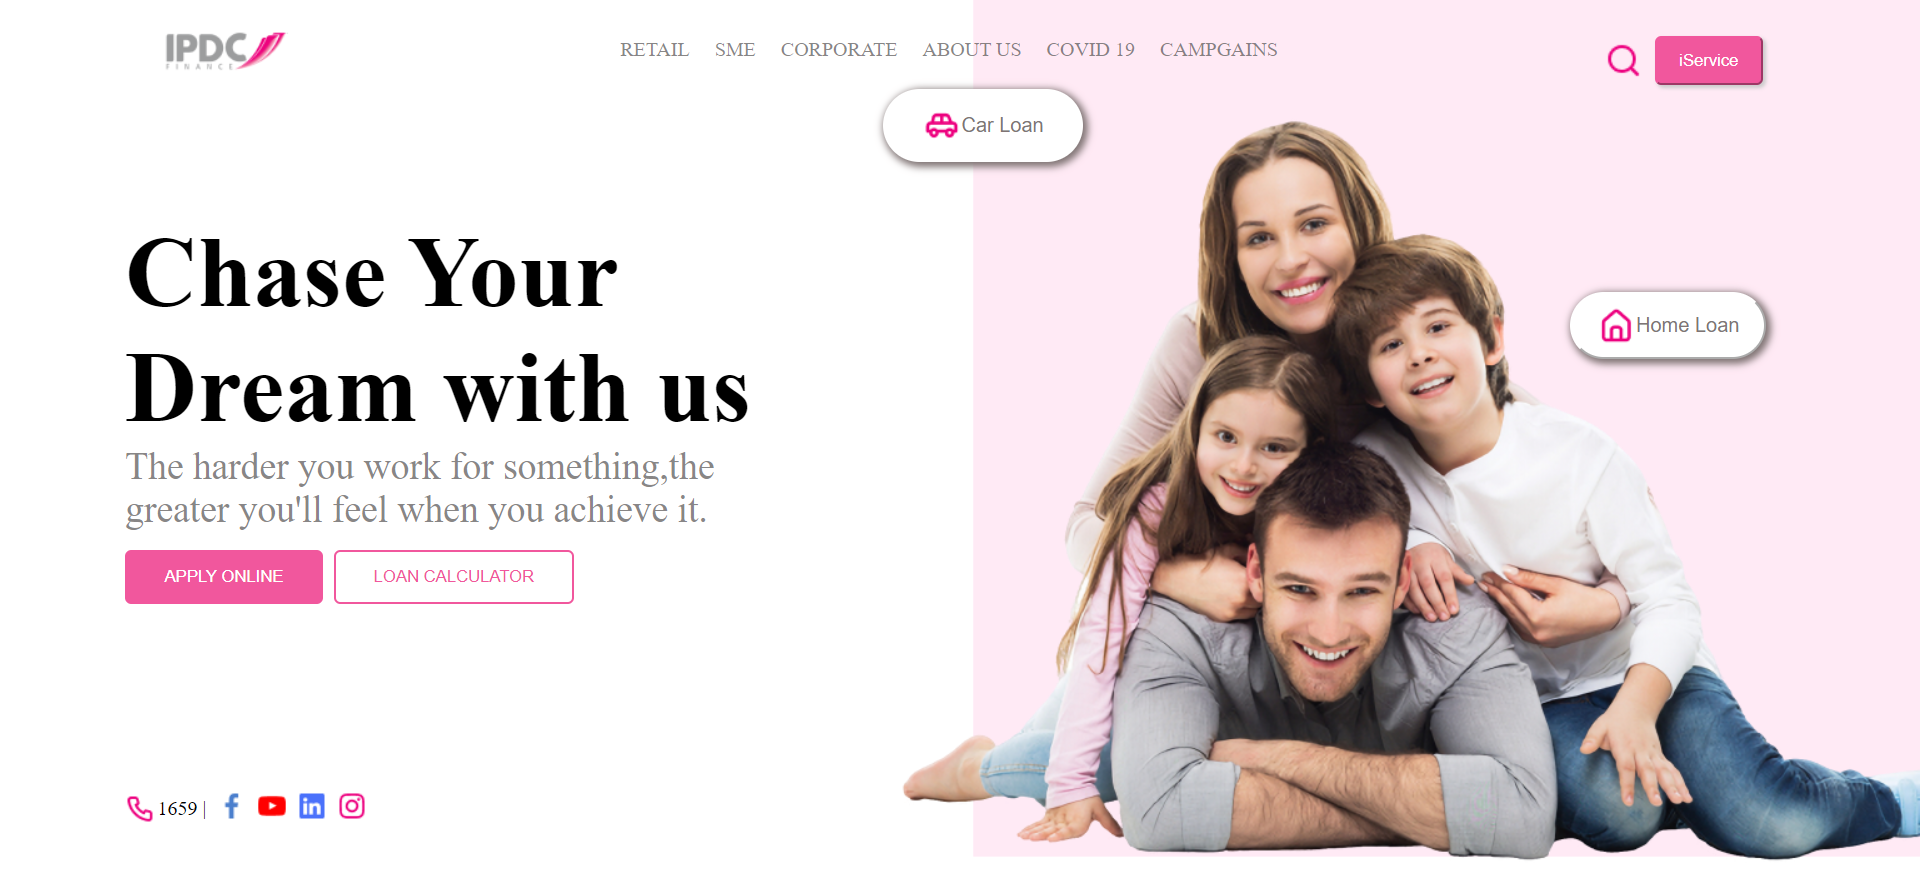 IPDC
FINANCE
RETAIL SME CORPORATE ABOUT US COVID 19 CAMPGAINS
iService
Car Loan
Home Loan
Chase Your
Dream with us
The harder you work for something,the
greater you'll feel when you achieve it.
APPLY ONLINE LOAN CALCULATOR
1659 |